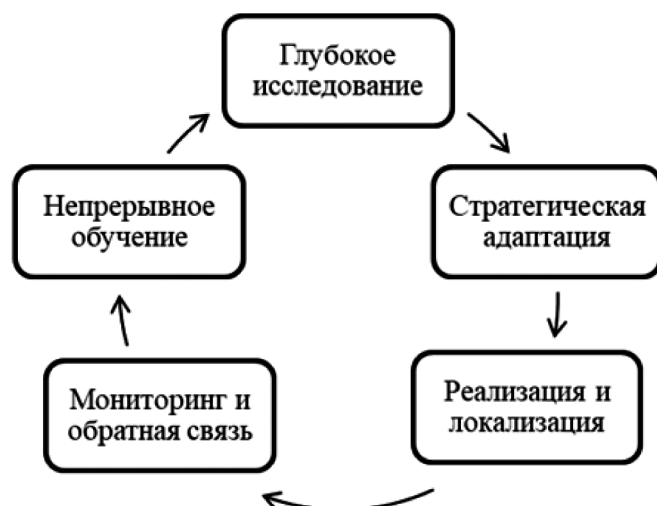 Глубокое
исследование
Стратегическая
адаптация
Реализация и
локализация
Мониторинг и
обратная связь
Непрерывное
обучение